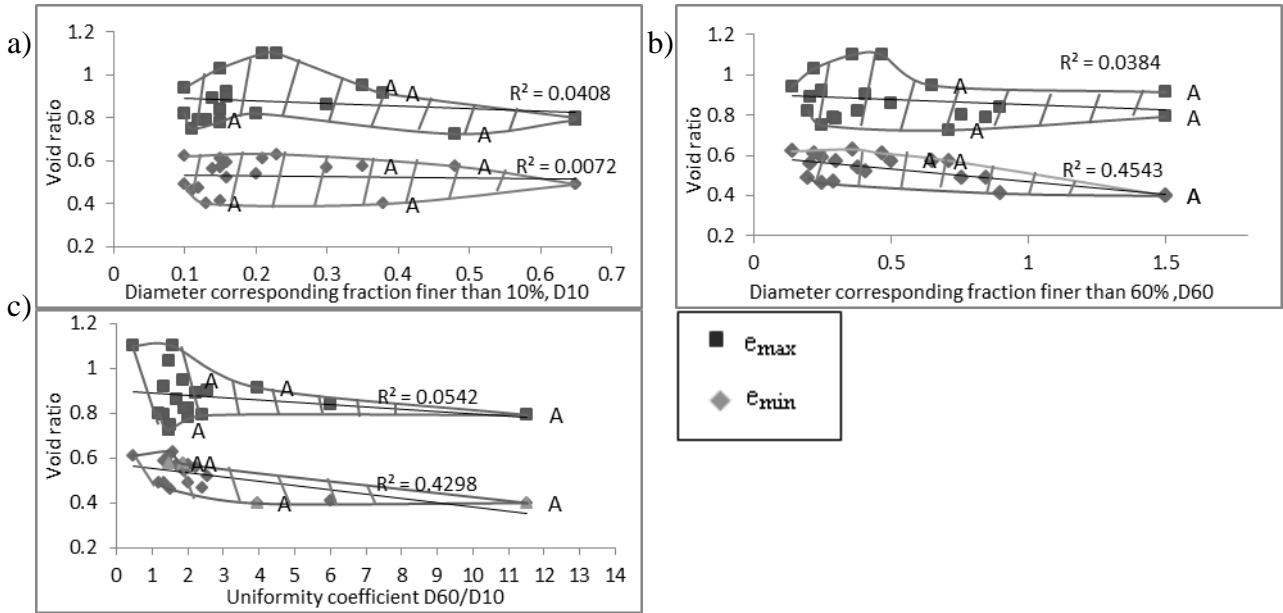 a)
1.2
1
0.8
0.6
0.4
0.2
Void ratio
A A
R² = 0.0408
A
A
A A
R² = 0.0072
A
A
0 0.1 0.2 0.3 0.4 0.5 0.6 0.7
Diameter corresponding fraction finer than 10%, D10
b)
1.2
1
0.8
0.6
0.4
0.2
Void ratio
R² = 0.0384
A
A
A
A
A A
R² = 0.4543
A
0 0.5 1 1.5
Diameter corresponding fraction finer than 60% ,D60
c)
1.2
1
0.8
0.6
0.4
0.2
Void ratio
A A
R² = 0.0542
A
A
AA
R² = 0.4298
A
A
0 1 2 3 4 5 6 7 8 9 10 11 12 13 14
Uniformity coefficient D60/D10
emax
emin